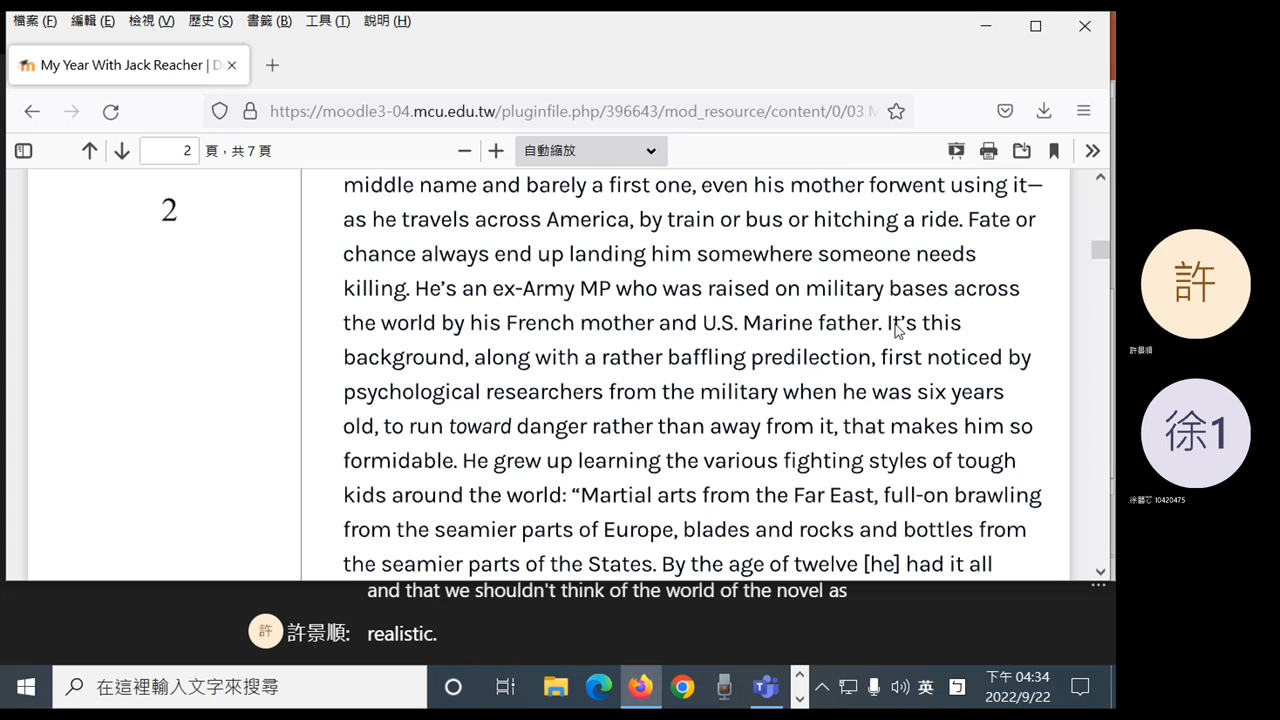 檔案 (F) 編輯 (E) 檢視 (V) 歷史 (S) 書籤 (B) 工具 (T) 說明 (H)
My Year With Jack Reacher | D
https://moodle3-04.mcu.edu.tw/pluginfile.php/396643/mod_resource/content/0/03 M
2 頁，共 7 頁 自動縮放
2
middle name and barely a first one, even his mother forwent using it—
as he travels across America, by train or bus or hitching a ride. Fate or
chance always end up landing him somewhere someone needs
killing. He’s an ex-Army MP who was raised on military bases across
the world by his French mother and U.S. Marine father. It’s this
background, along with a rather baffling predilection, first noticed by
psychological researchers from the military when he was six years
old, to run toward danger rather than away from it, that makes him so
formidable. He grew up learning the various fighting styles of tough
kids around the world: “Martial arts from the Far East, full-on brawling
from the seamier parts of Europe, blades and rocks and bottles from
the seamier parts of the States. By the age of twelve [he] had it all
許
許景順
徐1
徐藝芯 10420475
and that we shouldn't think of the world of the novel as
許 許景順: realistic.
在這裡輸入文字來搜尋
英
下午 04:34
2022/9/22